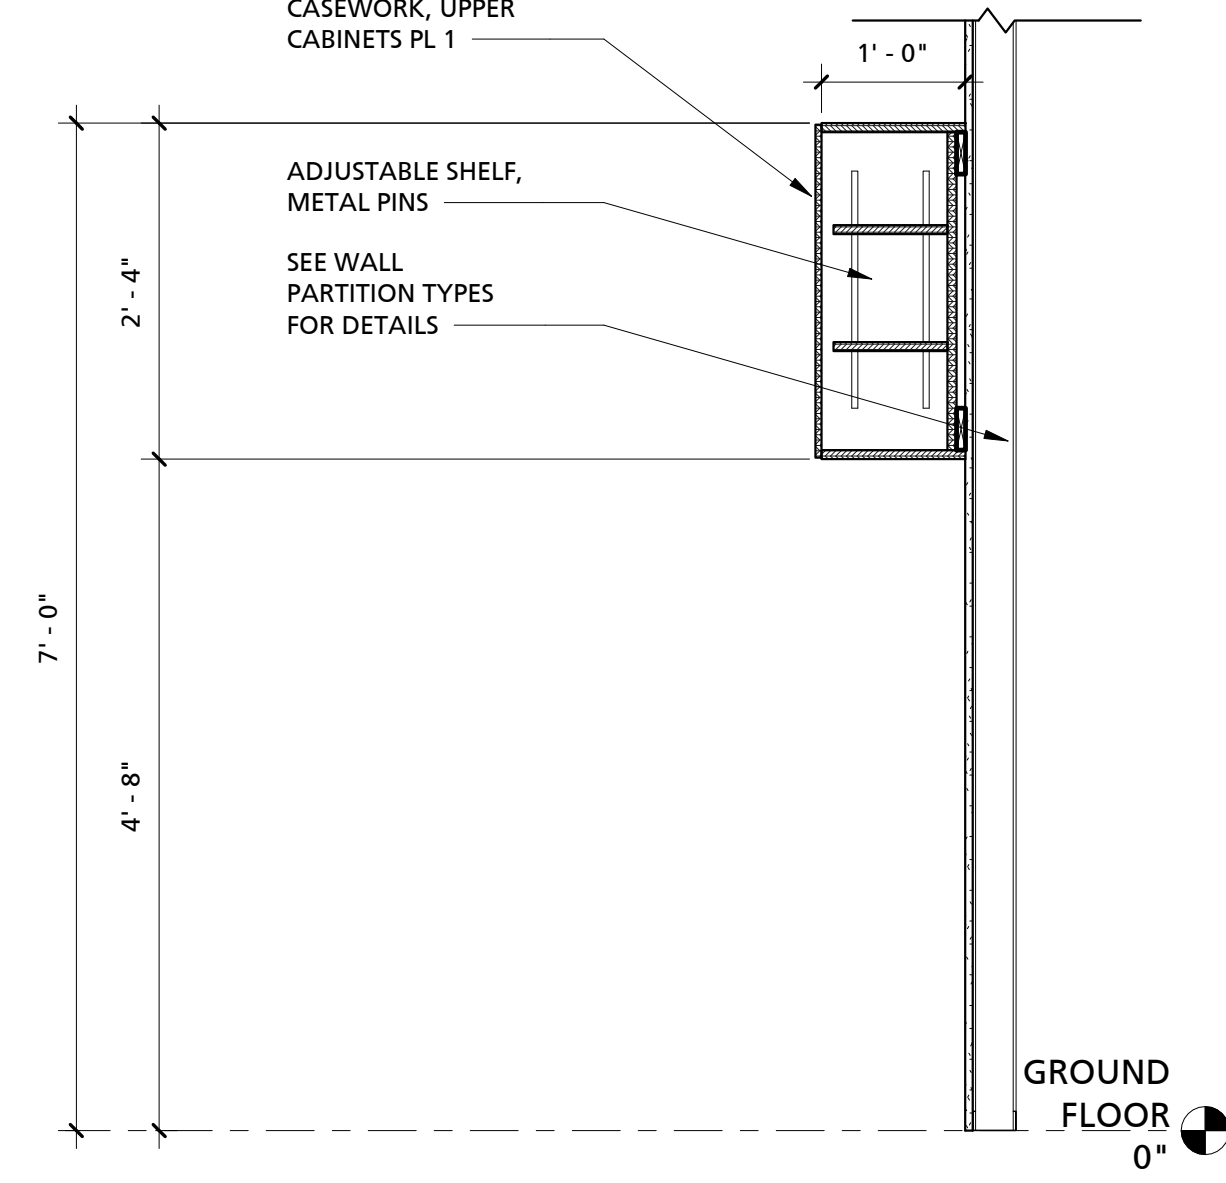 CASEWORK, UPPER
CABINETS PL 1
1' - 0"
ADJUSTABLE SHELF,
METAL PINS
SEE WALL
PARTITION TYPES
FOR DETAILS
2' - 4"
7' - 0"
4' - 8"
GROUND
FLOOR
0"